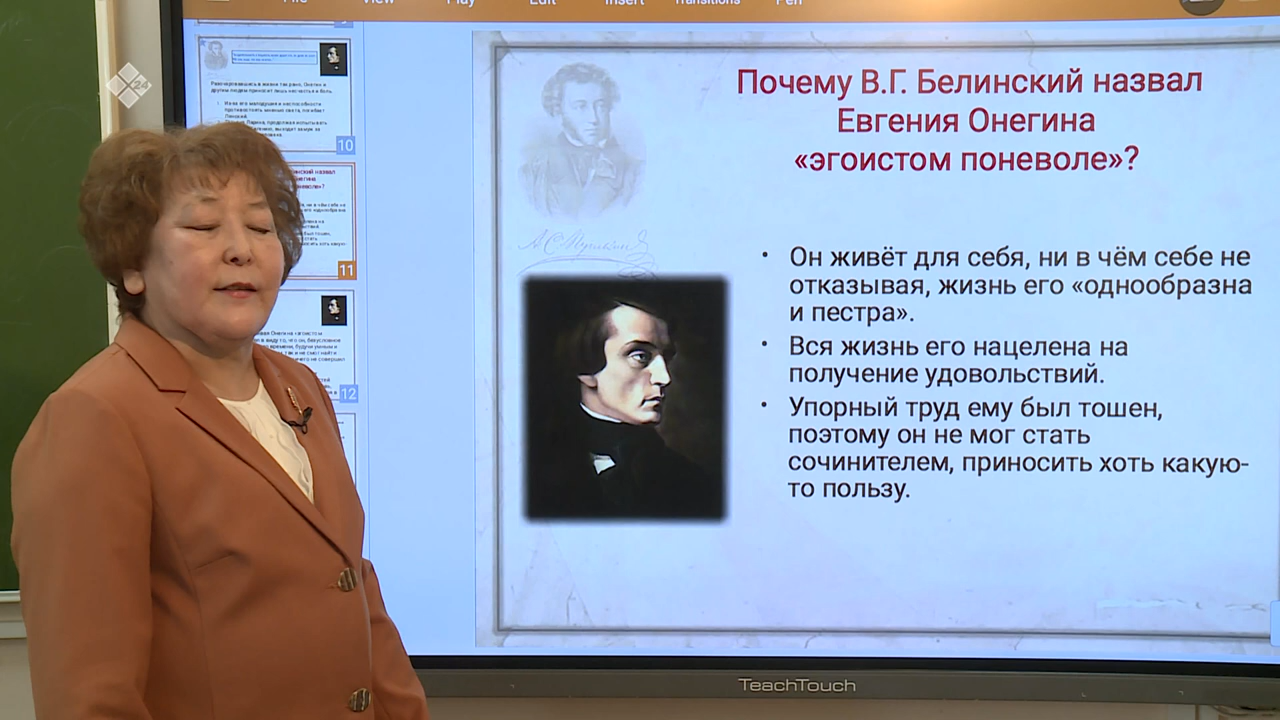 File View Play Edit Insert Transitions Pen
X24
Почему В.Г. Белинский назвал
Евгения Онегина
«эгоистом поневоле»?
А.С.Пушкин
Он живёт для себя, ни в чём себе не
отказывая, жизнь его «однообразна
и пестра».
Вся жизнь его нацелена на
получение удовольствий.
Упорный труд ему был тошен,
поэтому он не мог стать
сочинителем, приносить хоть какую-
то пользу.
10
11
12
TeachTouch